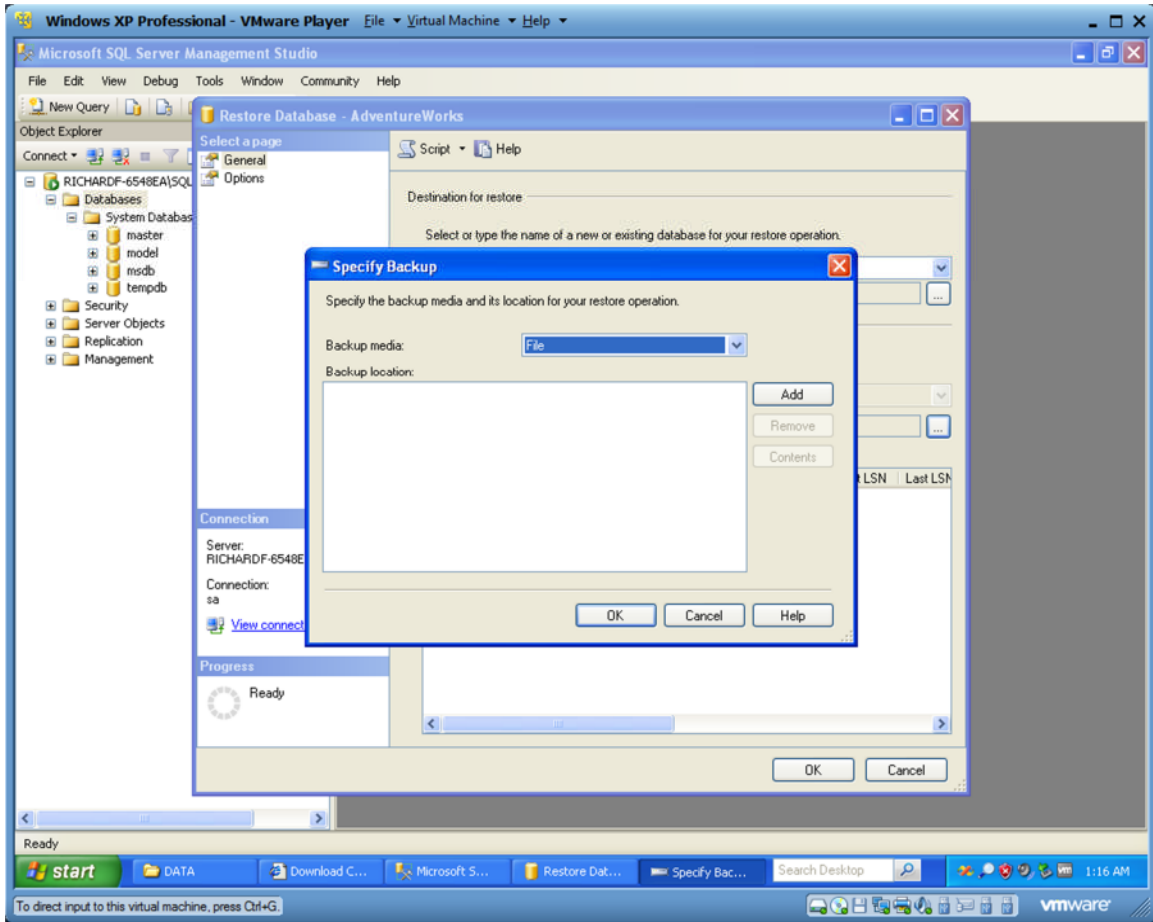 Windows XP Professional - VMware Player File Virtual Machine Help
Microsoft SQL Server Management Studio
File Edit View Debug Tools Window Community Help
New Query
Object Explorer
Connect
RICHARDF-6548EA\SQL
Databases
System Databas
master
model
msdb
tempdb
Security
Server Objects
Replication
Management
Restore Database - AdventureWorks
Select a page
General
Options
Script Help
Destination for restore
Select or type the name of a new or existing database for your restore operation.
...
...
t LSN Last LSN
Connection
Server:
RICHARDF-6548E
Connection:
sa
View connect
Progress
Ready
OK Cancel
Specify Backup
Specify the backup media and its location for your restore operation.
Backup media: File
Backup location:
Add
Remove
Contents
OK Cancel Help
Ready
start DATA Download C... Microsoft S... Restore Dat... Specify Bac... Search Desktop 1:16 AM
To direct input to this virtual machine, press Ctrl+G. vmware